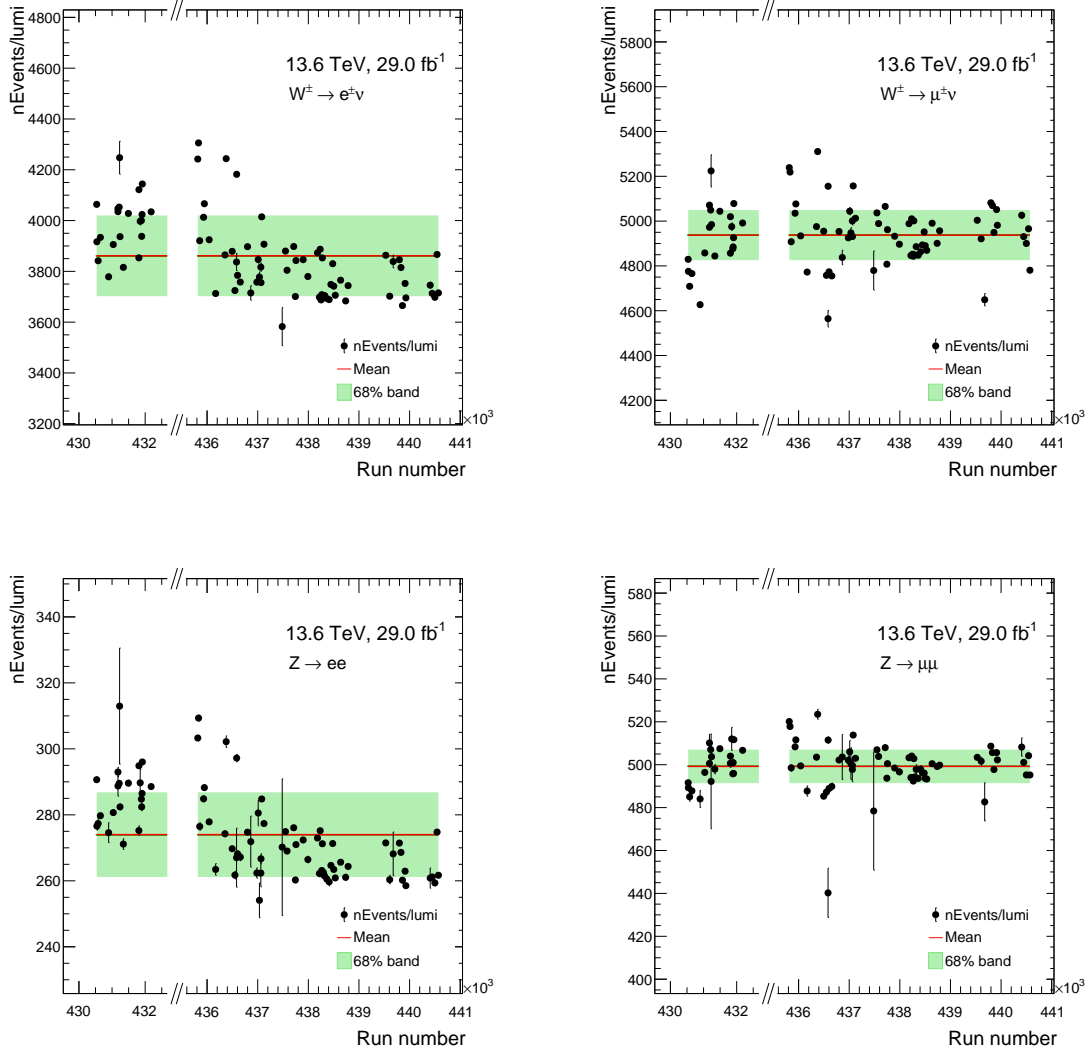 nEvents/lumi
4800
4600
4400
4200
4000
3800
3600
3400
3200
13.6 TeV, 29.0 fb⁻¹
W± → e±ν
nEvents/lumi
Mean
68% band
×10³
430 432 436 437 438 439 440 441
Run number
nEvents/lumi
5800
5600
5400
5200
5000
4800
4600
4400
4200
13.6 TeV, 29.0 fb⁻¹
W± → μ±ν
nEvents/lumi
Mean
68% band
×10³
430 432 436 437 438 439 440 441
Run number
nEvents/lumi
340
320
300
280
260
240
13.6 TeV, 29.0 fb⁻¹
Z → ee
nEvents/lumi
Mean
68% band
×10³
430 432 436 437 438 439 440 441
Run number
nEvents/lumi
580
560
540
520
500
480
460
440
420
400
13.6 TeV, 29.0 fb⁻¹
Z → μμ
nEvents/lumi
Mean
68% band
×10³
430 432 436 437 438 439 440 441
Run number